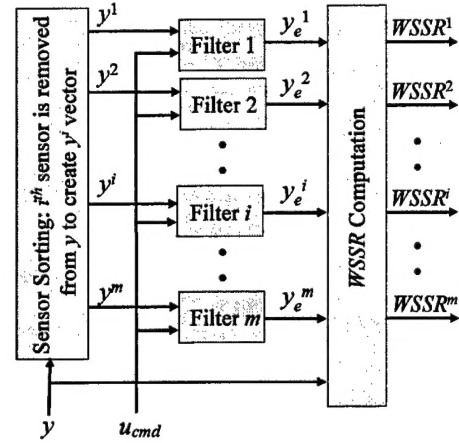 Sensor Sorting: i^th sensor is removed
from y to create y^i vector
y^1
Filter 1
y_e^1
WSSR^1
y^2
Filter 2
y_e^2
WSSR^2
y^i
Filter i
y_e^i
WSSR^i
y^m
Filter m
y_e^m
WSSR^m
WSSR Computation
y
u_cmd